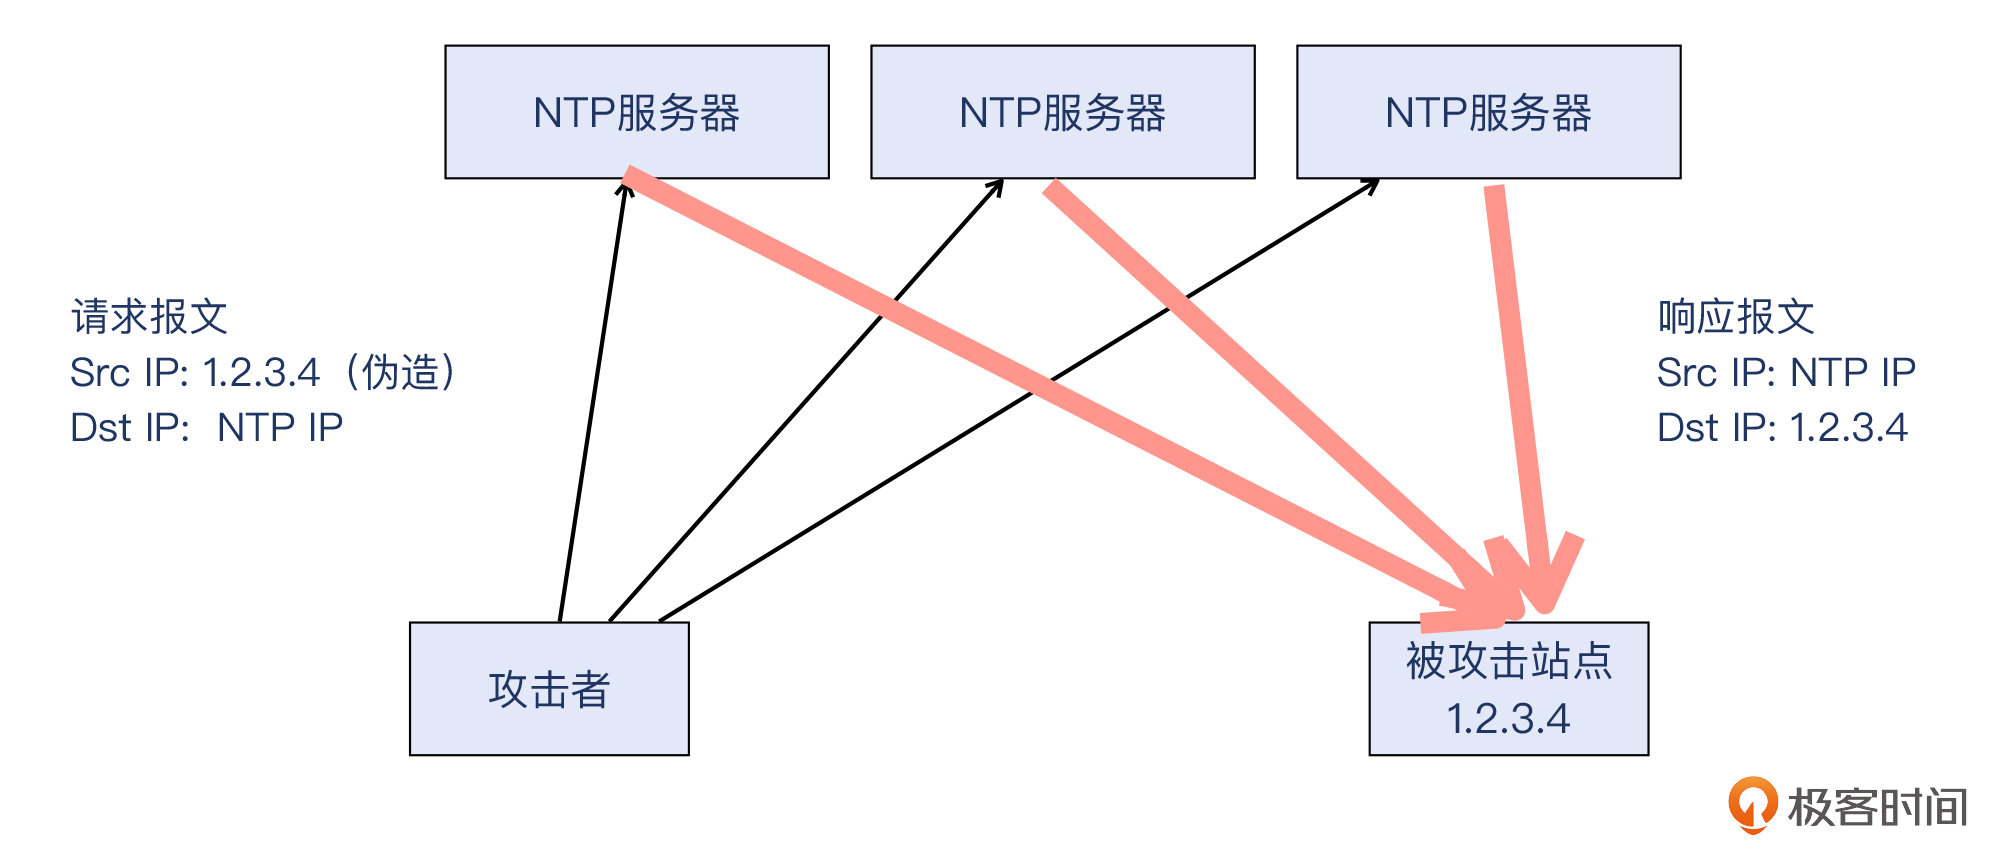 NTP服务器
NTP服务器
NTP服务器
请求报文
Src IP: 1.2.3.4（伪造）
Dst IP:  NTP IP
响应报文
Src IP: NTP IP
Dst IP: 1.2.3.4
攻击者
被攻击站点
1.2.3.4
极客时间